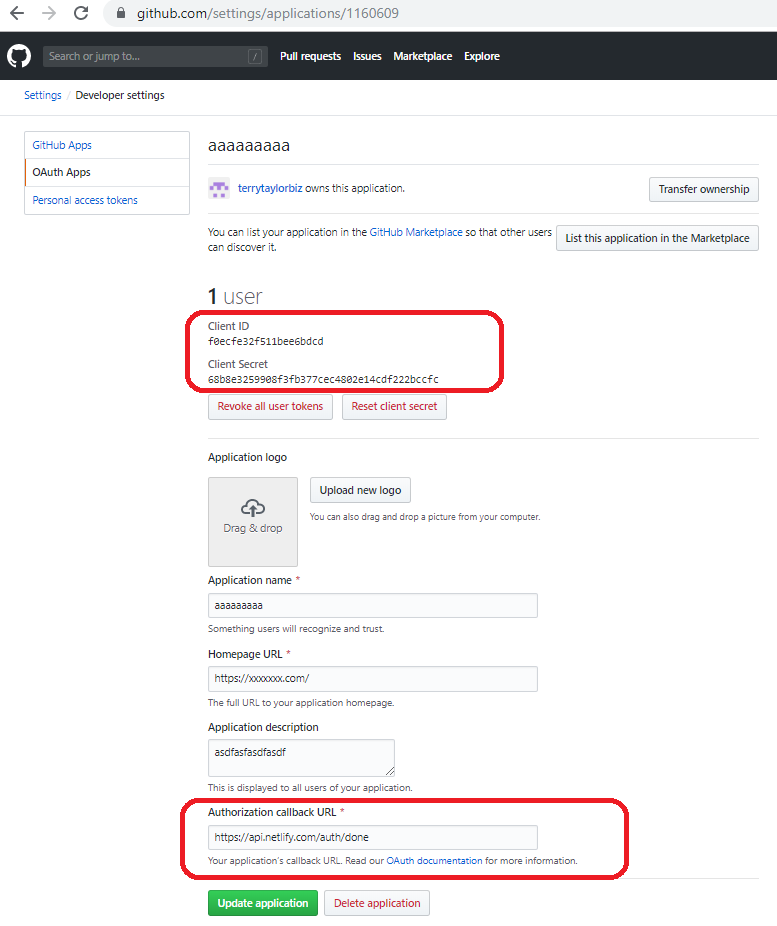 github.com/settings/applications/1160609
Search or jump to... / Pull requests Issues Marketplace Explore
Settings / Developer settings
GitHub Apps
OAuth Apps
Personal access tokens
aaaaaaaaa
terrytaylorbiz owns this application.
Transfer ownership
You can list your application in the GitHub Marketplace so that other users
can discover it.
List this application in the Marketplace
1 user
Client ID
f0ecfe32f511bee6bdcd
Client Secret
68b8e3259908f3fb377cec4802e14cdf222bccfc
Revoke all user tokens Reset client secret
Application logo
Drag & drop
Upload new logo
You can also drag and drop a picture from your computer.
Application name *
aaaaaaaaa
Something users will recognize and trust.
Homepage URL *
https://xxxxxxx.com/
The full URL to your application homepage.
Application description
asdfasfasdfasdf
This is displayed to all users of your application.
Authorization callback URL *
https://api.netlify.com/auth/done
Your application's callback URL. Read our OAuth documentation for more information.
Update application Delete application